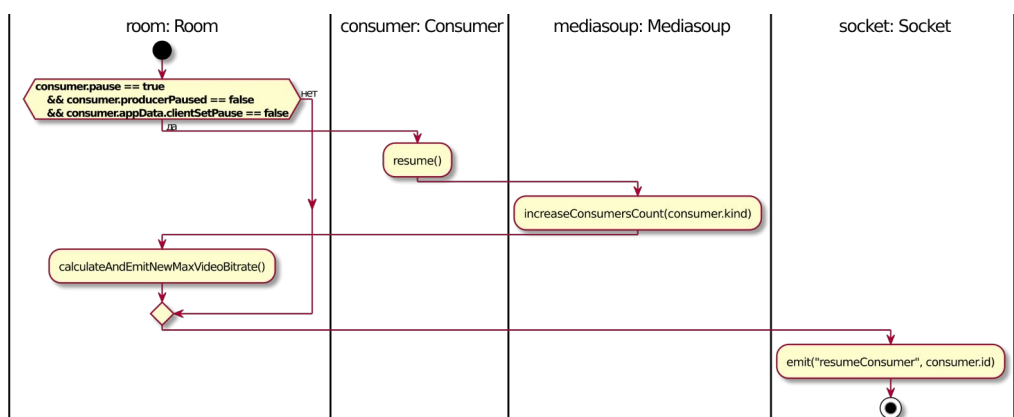 room: Room
consumer: Consumer
mediasoup: Mediasoup
socket: Socket
consumer.pause == true
&& consumer.producerPaused == false
&& consumer.appData.clientSetPause == false
нет
да
resume()
increaseConsumersCount(consumer.kind)
calculateAndEmitNewMaxVideoBitrate()
emit("resumeConsumer", consumer.id)